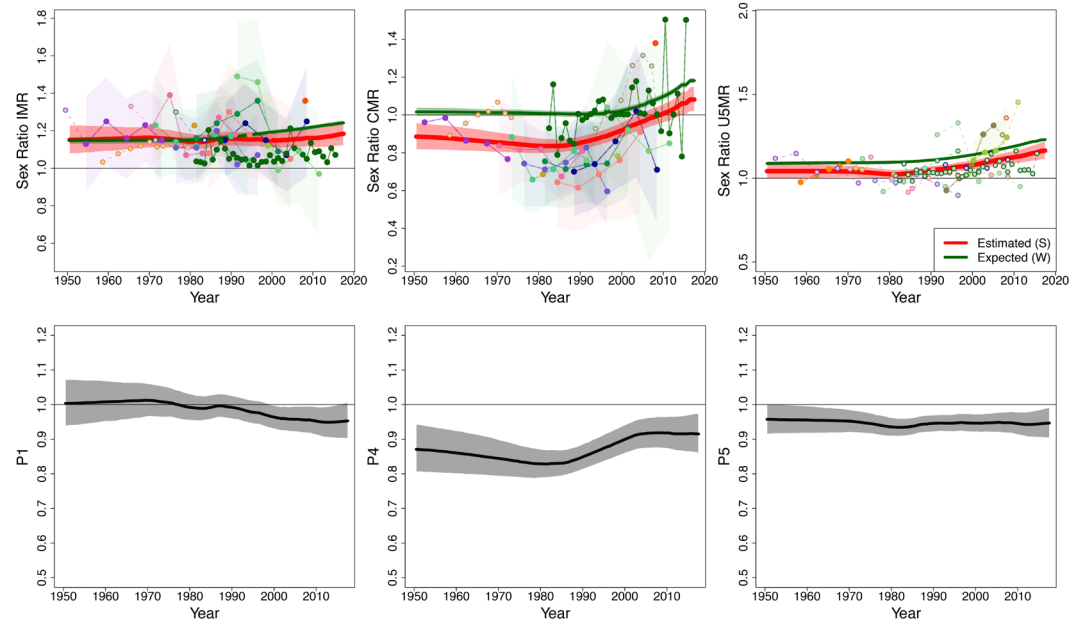 Sex Ratio IMR
0.6 0.8 1.0 1.2 1.4 1.6 1.8
1950 1960 1970 1980 1990 2000 2010 2020
Year
Sex Ratio CMR
0.2 0.4 0.6 0.8 1.0 1.2 1.4
1950 1960 1970 1980 1990 2000 2010 2020
Year
Sex Ratio U5MR
0.5 1.0 1.5 2.0
Estimated (S)
Expected (W)
1950 1960 1970 1980 1990 2000 2010 2020
Year
P1
0.5 0.6 0.7 0.8 0.9 1.0 1.1 1.2
1950 1960 1970 1980 1990 2000 2010
Year
P4
0.5 0.6 0.7 0.8 0.9 1.0 1.1 1.2
1950 1960 1970 1980 1990 2000 2010
Year
P5
0.5 0.6 0.7 0.8 0.9 1.0 1.1 1.2
1950 1960 1970 1980 1990 2000 2010
Year